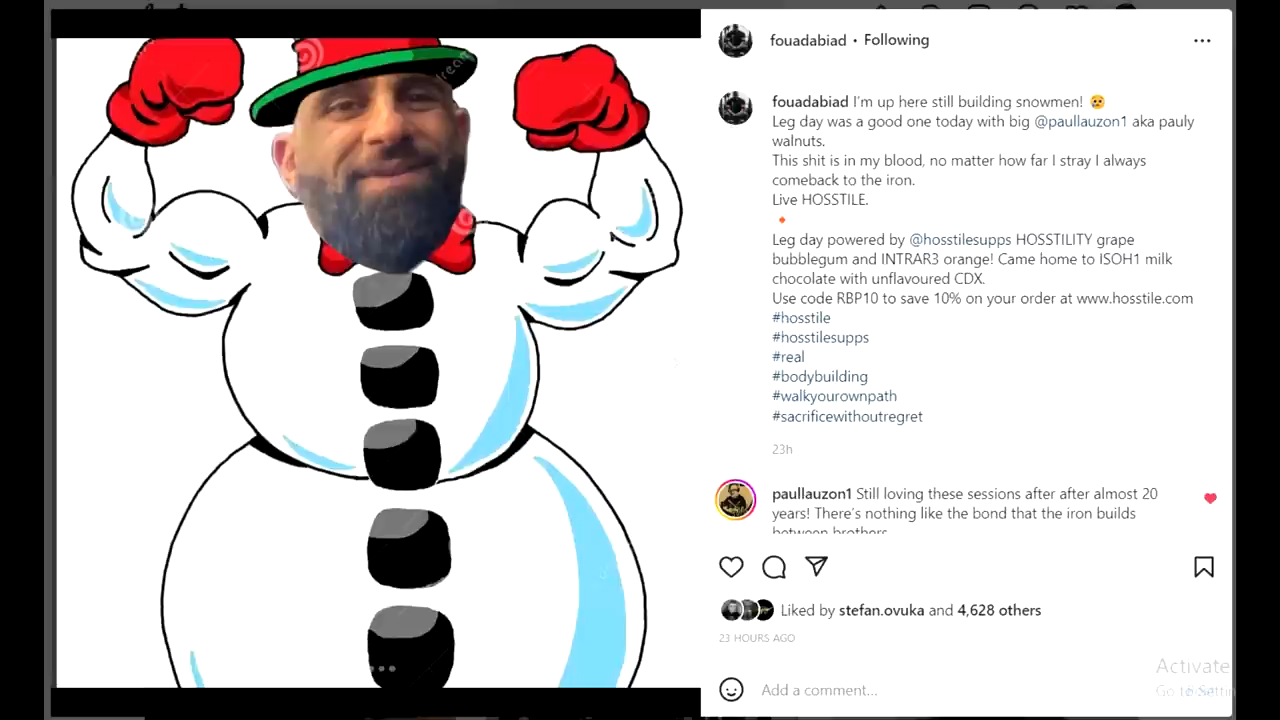 fouadabiad • Following
fouadabiad I'm up here still building snowmen! 😢
Leg day was a good one today with big @paullauzon1 aka pauly
walnuts.
This shit is in my blood, no matter how far I stray I always
comeback to the iron.
Live HOSSTILE.
🔸
Leg day powered by @hosstilesupps HOSSTILITY grape
bubblegum and INTRAR3 orange! Came home to ISOH1 milk
chocolate with unflavoured CDX.
Use code RBP10 to save 10% on your order at www.hosstile.com
#hosstile
#hosstilesupps
#real
#bodybuilding
#walkyourownpath
#sacrificewithoutregret
23h
paullauzon1 Still loving these sessions after after almost 20
years! There's nothing like the bond that the iron builds
between brothers
Liked by stefan.ovuka and 4,628 others
23 HOURS AGO
Add a comment...
Activate
Go to